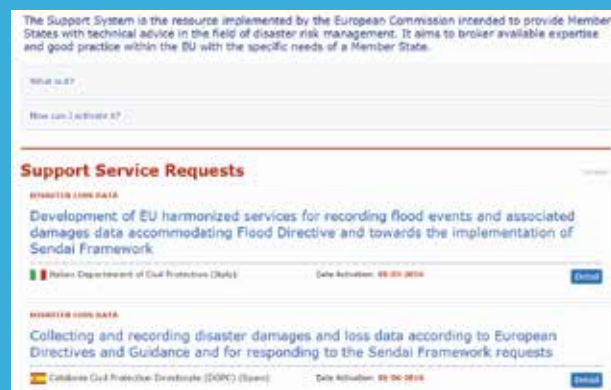 The Support System is the resource implemented by the European Commission intended to provide Member
States with technical advice in the field of disaster risk management. It aims to broker available expertise
and good practice within the EU with the specific needs of a Member State.
What is it?
How can I activate it?
Support Service Requests
DISASTER LOSS DATA
Development of EU harmonized services for recording flood events and associated
damages data accommodating Flood Directive and towards the implementation of
Sendai Framework
Italian Department of Civil Protection (Italy) Date Activation: Detail
DISASTER LOSS DATA
Collecting and recording disaster damages and loss data according to European
Directives and Guidance and for responding to the Sendai Framework requests
Catalonia Civil Protection Directorate (DGPC) (Spain) Date Activation: Detail